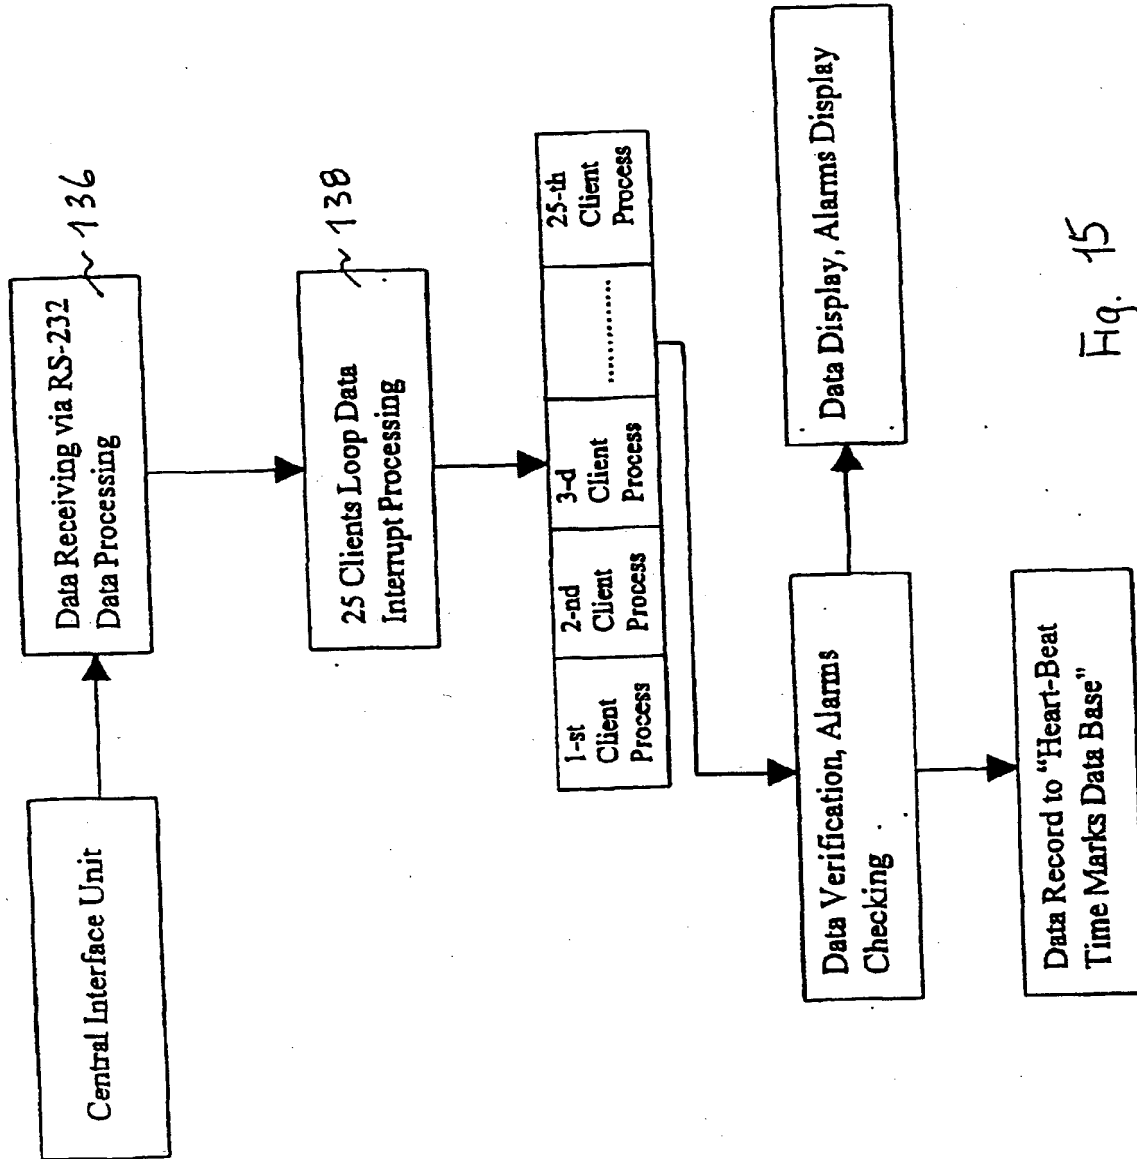 Central Interface Unit
Data Receiving via RS-232
Data Processing
136
25 Clients Loop Data
Interrupt Processing
138
1-st
Client
Process
2-nd
Client
Process
3-d
Client
Process
.............
25-th
Client
Process
Data Verification, Alarms
Checking
Data Display, Alarms Display
Data Record to “Heart-Beat
Time Marks Data Base”
Fig. 15